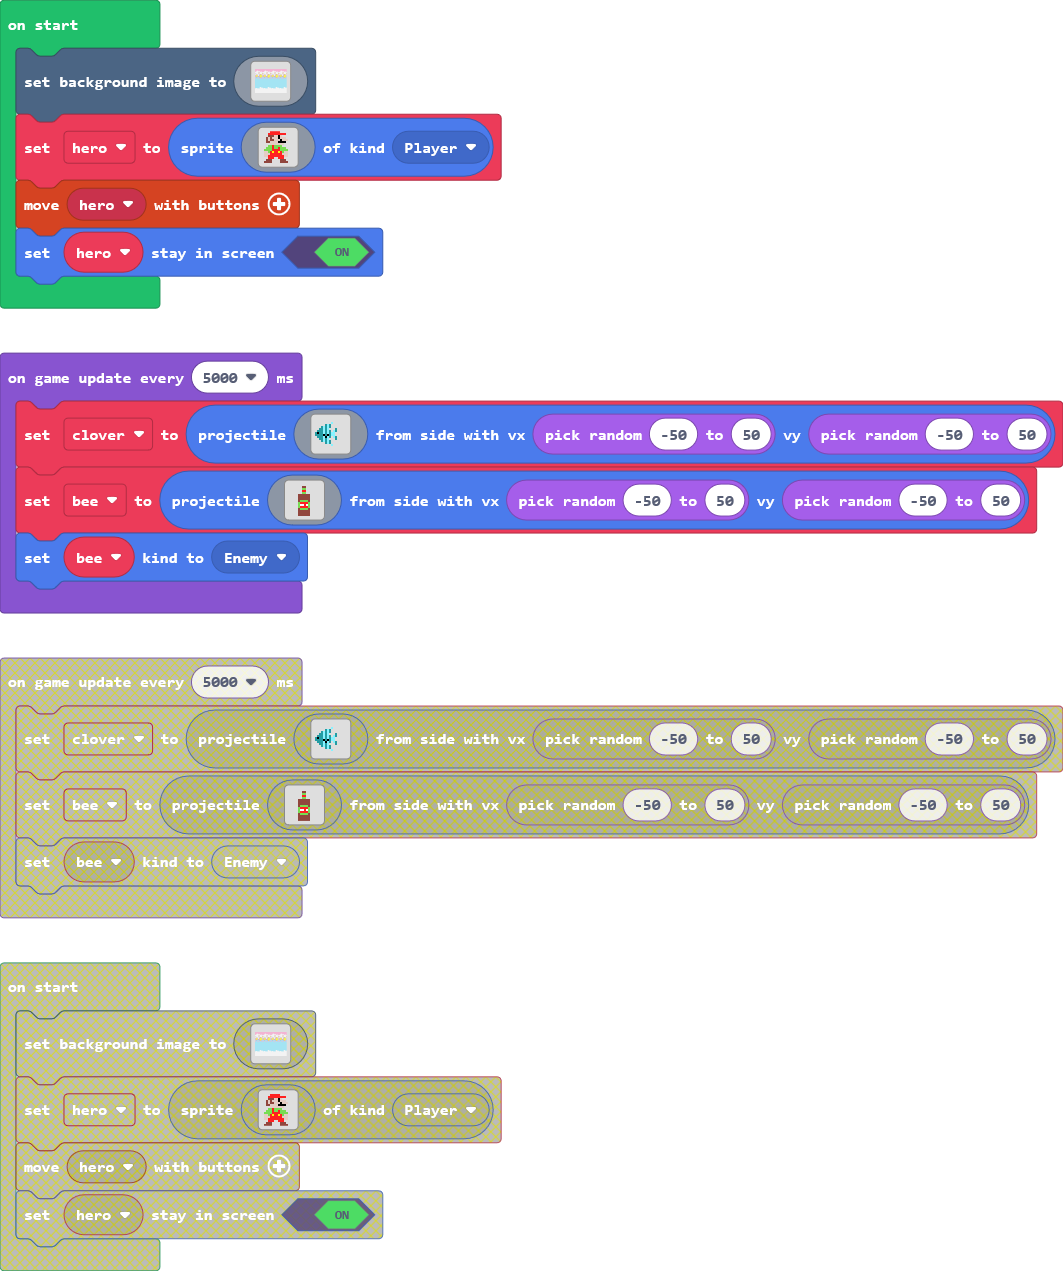 on start
set background image to
set hero to sprite of kind Player
move hero with buttons
set hero stay in screen ON
on game update every 5000 ms
set clover to projectile from side with vx pick random -50 to 50 vy pick random -50 to 50
set bee to projectile from side with vx pick random -50 to 50 vy pick random -50 to 50
set bee kind to Enemy
on game update every 5000 ms
set clover to projectile from side with vx pick random -50 to 50 vy pick random -50 to 50
set bee to projectile from side with vx pick random -50 to 50 vy pick random -50 to 50
set bee kind to Enemy
on start
set background image to
set hero to sprite of kind Player
move hero with buttons
set hero stay in screen ON